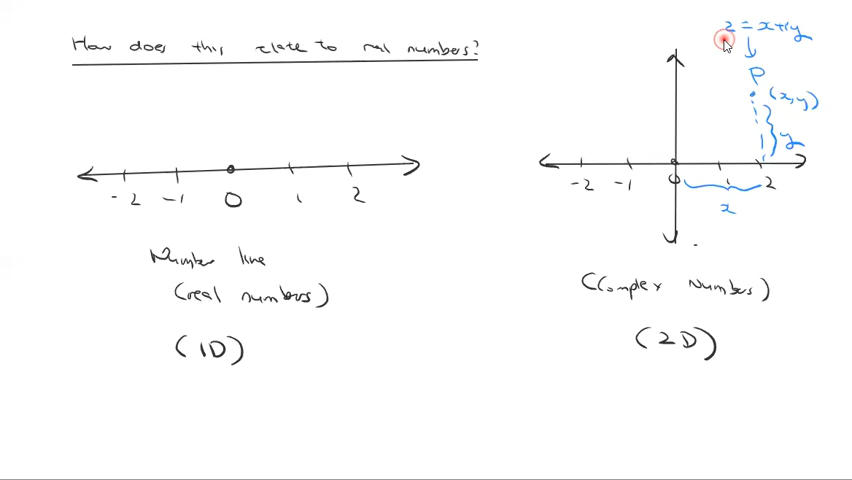 How does this relate to real numbers?
z = x+iy
P
(x,y)
y
-2 -1 0 1 2
-2 -1 0 1 2
x
Number line
(real numbers)
(1D)
(Complex Numbers)
(2D)